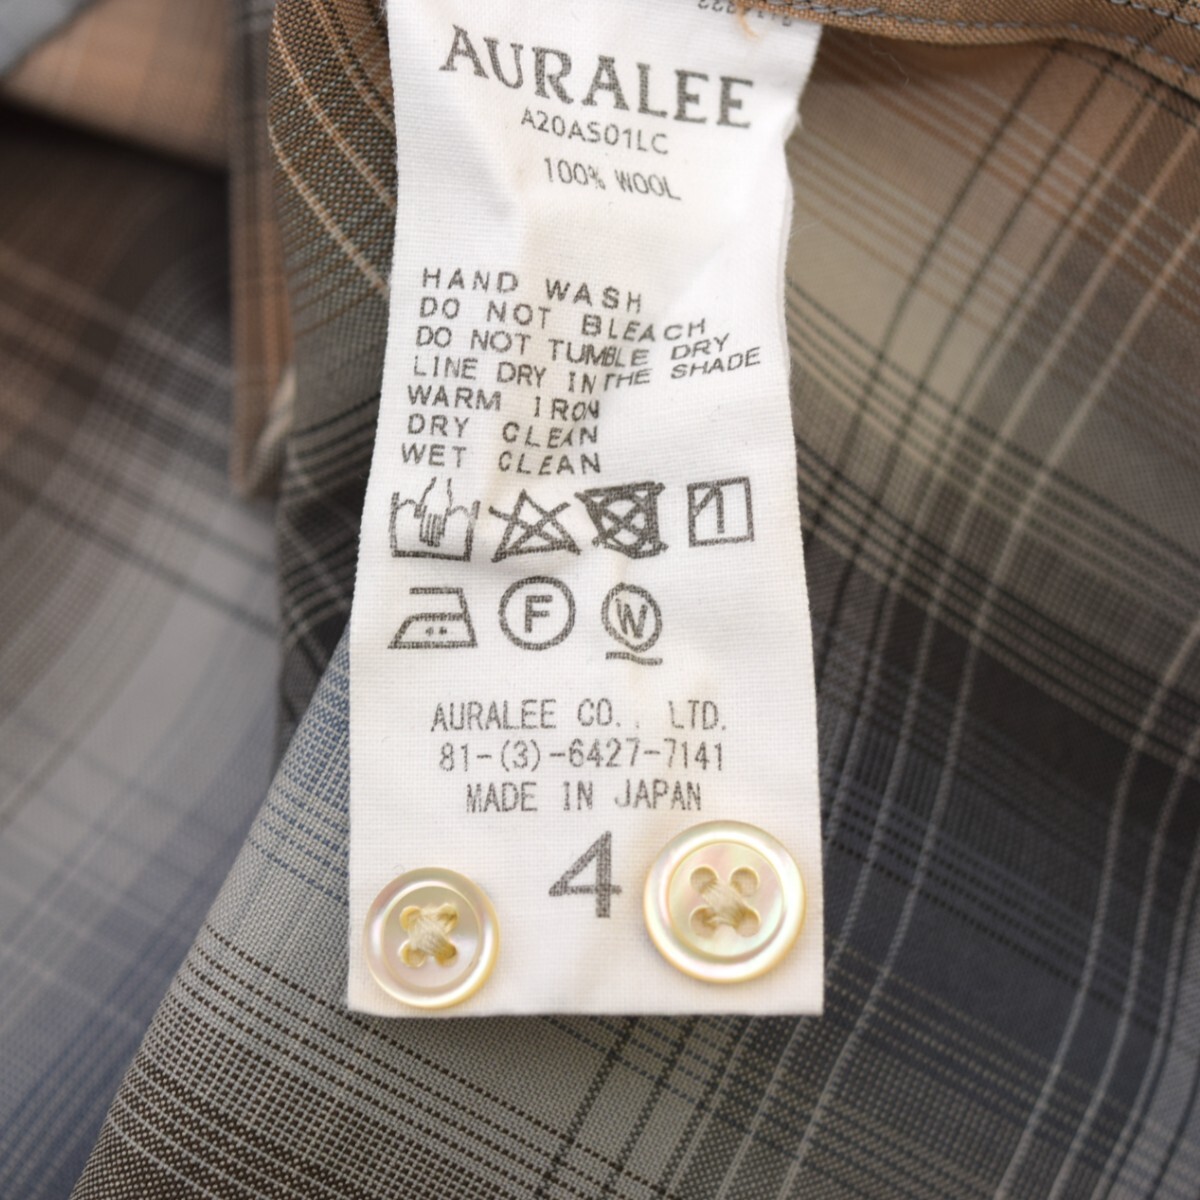 AURALEE
A20AS01LC
100% WOOL
HAND WASH
DO NOT BLEACH
DO NOT TUMBLE DRY
LINE DRY IN THE SHADE
WARM IRON
DRY CLEAN
WET CLEAN
F
W
AURALEE CO., LTD.
81-(3)-6427-7141
MADE IN JAPAN
4